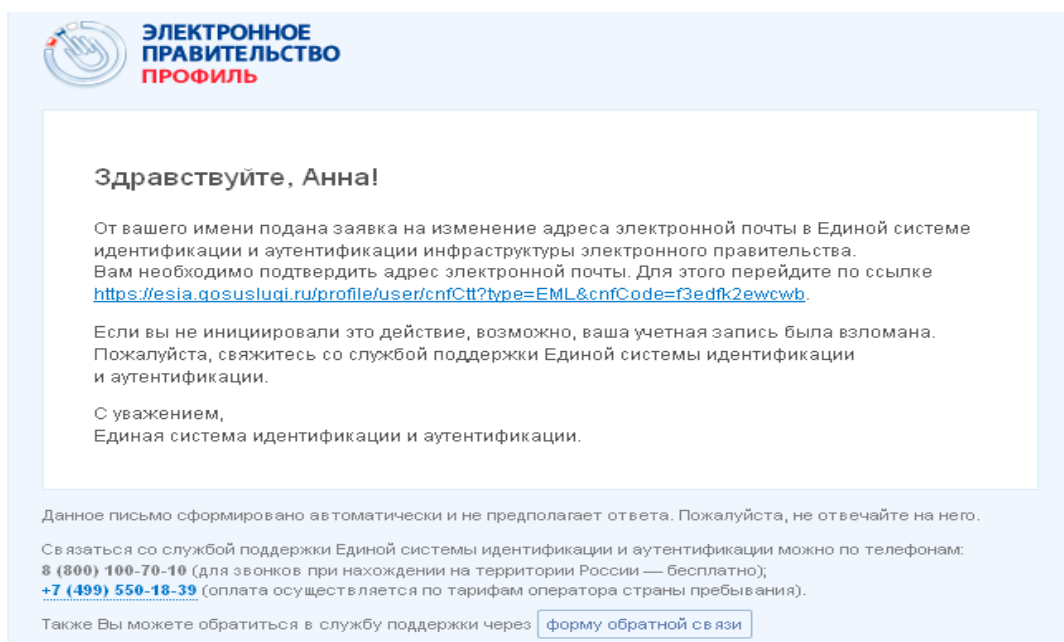 ЭЛЕКТРОННОЕ
ПРАВИТЕЛЬСТВО
ПРОФИЛЬ
Здравствуйте, Анна!
От вашего имени подана заявка на изменение адреса электронной почты в Единой системе
идентификации и аутентификации инфраструктуры электронного правительства.
Вам необходимо подтвердить адрес электронной почты. Для этого перейдите по ссылке
https://esia.gosuslugi.ru/profile/user/cnfCtt?type=EML&cnfCode=f3edfk2ewcwb.
Если вы не инициировали это действие, возможно, ваша учетная запись была взломана.
Пожалуйста, свяжитесь со службой поддержки Единой системы идентификации
и аутентификации.
С уважением,
Единая система идентификации и аутентификации.
Данное письмо сформировано автоматически и не предполагает ответа. Пожалуйста, не отвечайте на него.
Связаться со службой поддержки Единой системы идентификации и аутентификации можно по телефонам:
8 (800) 100-70-10 (для звонков при нахождении на территории России — бесплатно);
+7 (499) 550-18-39 (оплата осуществляется по тарифам оператора страны пребывания).
Также Вы можете обратиться в службу поддержки через форму обратной связи